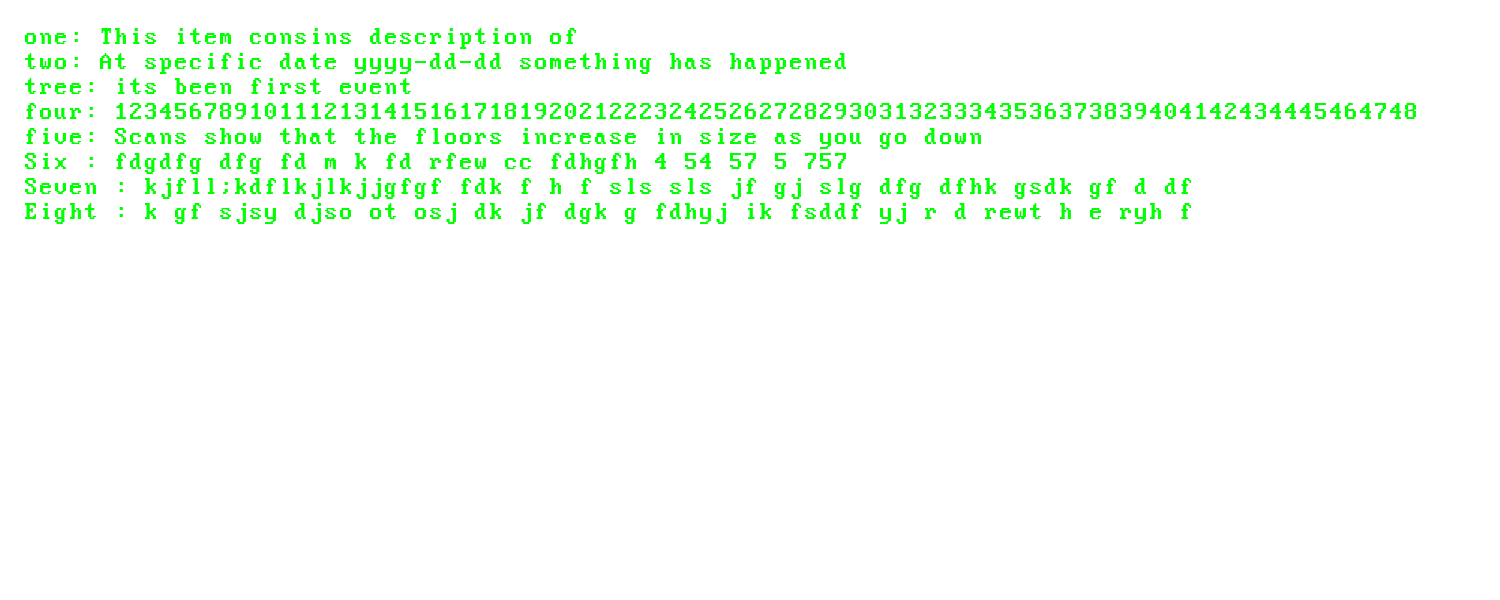 one: This item consins description of
two: At specific date yyyy-dd-dd something has happened
tree: its been first event
four: 123456789101112131415161718192021222324252627282930313233343536373839404142434445464748
five: Scans show that the floors increase in size as you go down
Six : fdgdfg dfg fd m k fd rfew cc fdhgfh 4 54 57 5 757
Seven : kjfll;kdflkjlkjjgfgf fdk f h f sls sls jf gj slg dfg dfhk gsdk gf d df
Eight : k gf sjsy djso ot osj dk jf dgk g fdhyj ik fsddf yj r d rewt h e ryh f